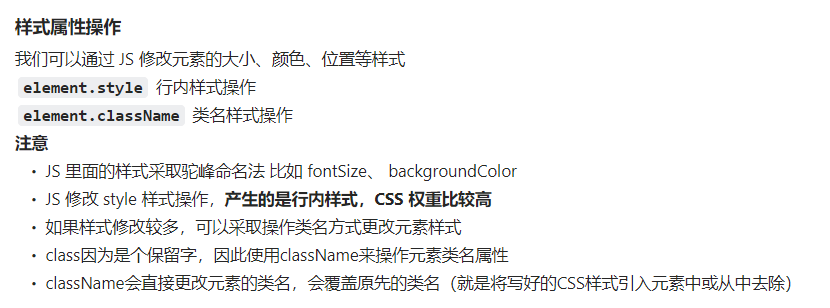 样式属性操作
我们可以通过 JS 修改元素的大小、颜色、位置等样式
element.style 行内样式操作
element.className 类名样式操作
注意
• JS 里面的样式采取驼峰命名法 比如 fontSize、 backgroundColor
• JS 修改 style 样式操作，产生的是行内样式，CSS 权重比较高
• 如果样式修改较多，可以采取操作类名方式更改元素样式
• class因为是个保留字，因此使用className来操作元素类名属性
• className会直接更改元素的类名，会覆盖原先的类名（就是将写好的CSS样式引入元素中或从中去除）